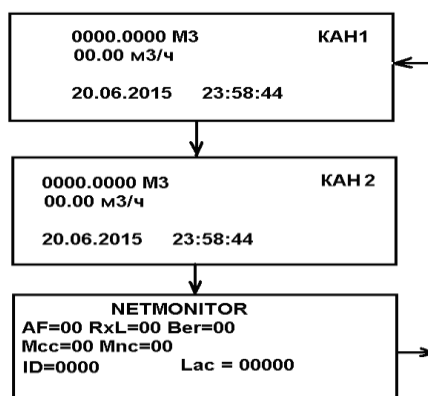 0000.0000 М3 КАН1
00.00 м3/ч
20.06.2015 23:58:44
0000.0000 М3 КАН 2
00.00 м3/ч
20.06.2015 23:58:44
NETMONITOR
AF=00 RxL=00 Ber=00
Mcc=00 Mnc=00
ID=0000 Lac = 00000